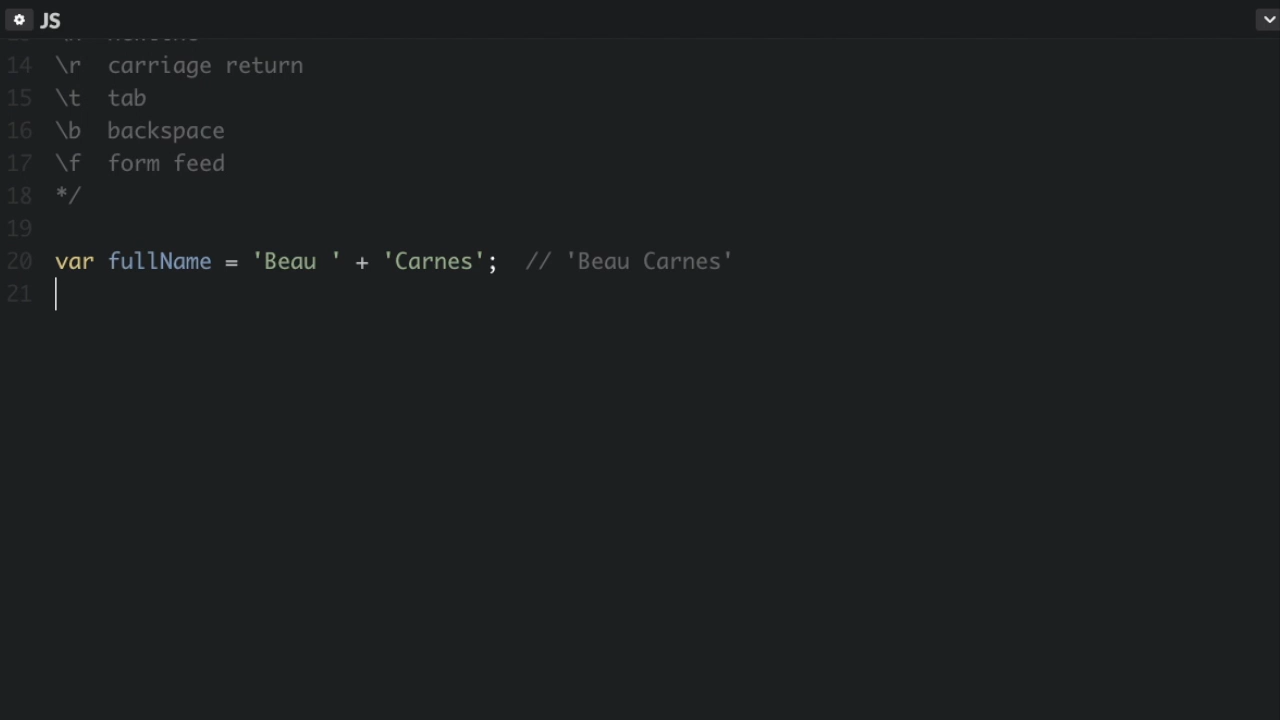 JS
14 \r  carriage return
15 \t  tab
16 \b  backspace
17 \f  form feed
18 */
19
20 var fullName = 'Beau ' + 'Carnes';  // 'Beau Carnes'
21